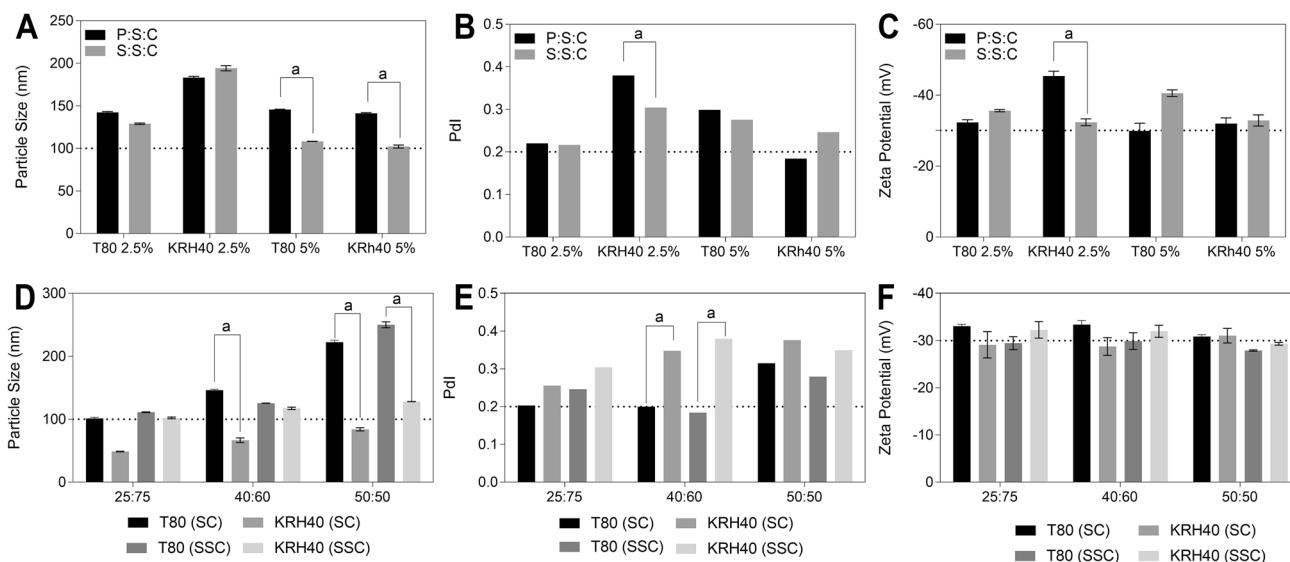 A
Particle Size (nm)
250
200
150
100
50
0
P:S:C
S:S:C
a
a
T80 2.5%
KRH40 2.5%
T80 5%
KRh40 5%
B
PdI
0.5
0.4
0.3
0.2
0.1
0.0
P:S:C
S:S:C
a
T80 2.5%
KRH40 2.5%
T80 5%
KRh40 5%
C
Zeta Potential (mV)
-60
-40
-20
0
P:S:C
S:S:C
a
T80 2.5%
KRH40 2.5%
T80 5%
KRh40 5%
D
Particle Size (nm)
300
200
100
0
a
a
a
25:75
40:60
50:50
T80 (SC)
KRH40 (SC)
T80 (SSC)
KRH40 (SSC)
E
PdI
0.5
0.4
0.3
0.2
0.1
0.0
a
a
25:75
40:60
50:50
T80 (SC)
KRH40 (SC)
T80 (SSC)
KRH40 (SSC)
F
Zeta Potential (mV)
-40
-30
-20
-10
0
25:75
40:60
50:50
T80 (SC)
KRH40 (SC)
T80 (SSC)
KRH40 (SSC)